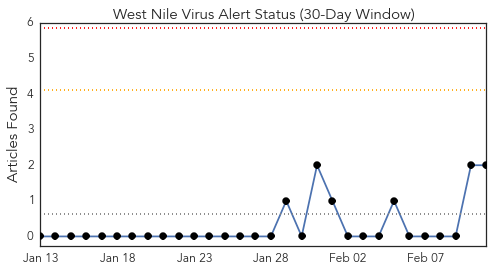 West Nile Virus Alert Status (30-Day Window)
Articles Found
6
5
4
3
2
1
0
Jan 13 Jan 18 Jan 23 Jan 28 Feb 02 Feb 07